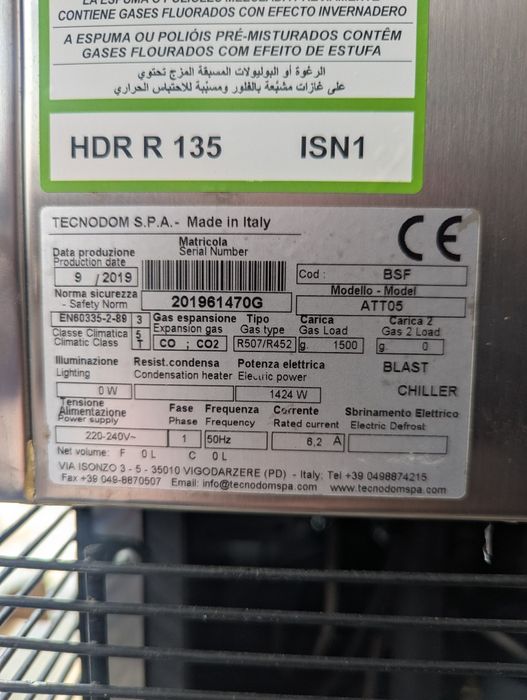 CONTIENE GASES FLUORADOS CON EFECTO INVERNADERO
A ESPUMA OU POLIÓIS PRÉ-MISTURADOS CONTÊM
GASES FLOURADOS COM EFEITO DE ESTUFA
الرغوة أو البوليولات المسبقة المزج تحتوي
على غازات مشبَّعة بالفلور ومسبِّبة للاحتباس الحراري
HDR R 135 ISN1
TECNODOM S.P.A.- Made in Italy
CE
Data produzione
Production date
Matricola
Serial Number
9 /2019
Cod : BSF
Norma sicurezza
- Safety Norm
201961470G
Modello - Model
ATT05
EN60335-2-89 3
Classe Climatica 5
Climatic Class T
Gas espansione
Expansion gas
CO ; CO2
Tipo
Gas type
R507/R452
Carica
Gas Load
g. 1500
Carica 2
Gas 2 Load
g. 0
Illuminazione
Lighting
0 W
Resist.condensa
Condensation heater
Potenza elettrica
Electric power
1424 W
BLAST
CHILLER
Tensione
Alimentazione
Power supply
220-240V~
Fase
Phase
1
Frequenza
Frequency
50Hz
Corrente
Rated current
6,2 A
Sbrinamento Elettrico
Electric Defrost
Net volume: F 0 L C 0 L
VIA ISONZO 3 - 5 - 35010 VIGODARZERE (PD) - Italy; Tel +39 0498874215
Fax +39 049-8870507 Email: info@tecnodomspa.com www.tecnodomspa.com